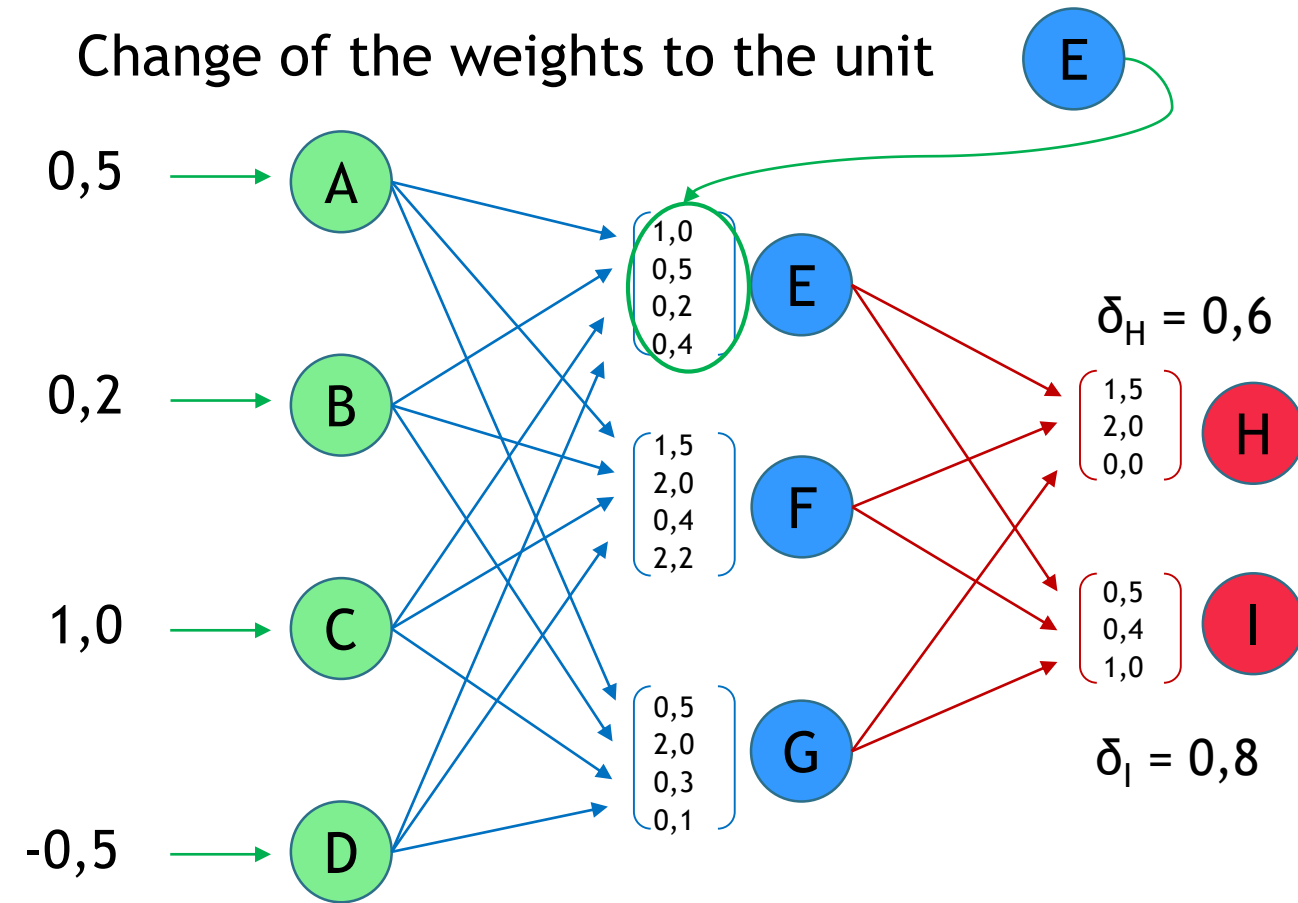 Change of the weights to the unit E
0,5
A
1,0
0,5
0,2
0,4
E
δH = 0,6
0,2
B
1,5
2,0
0,0
H
1,5
2,0
0,4
2,2
F
1,0
C
0,5
0,4
1,0
I
0,5
2,0
0,3
0,1
G
δI = 0,8
-0,5
D